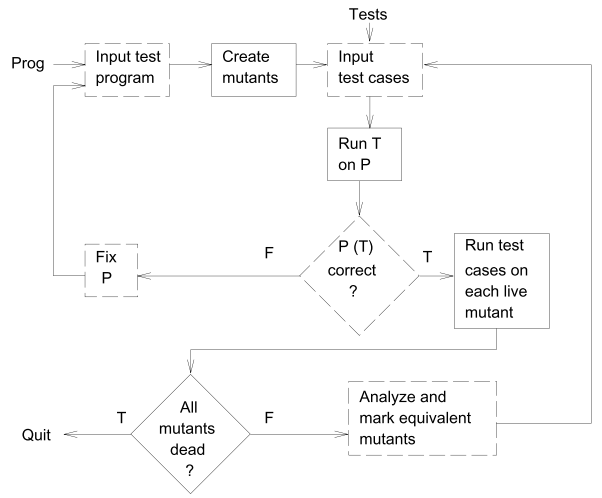 Tests
Prog
Input test
program
Create
mutants
Input
test cases
Run T
on P
Fix
P
F
P (T)
correct
?
T
Run test
cases on
each live
mutant
Quit
T
All
mutants
dead
?
F
Analyze and
mark equivalent
mutants